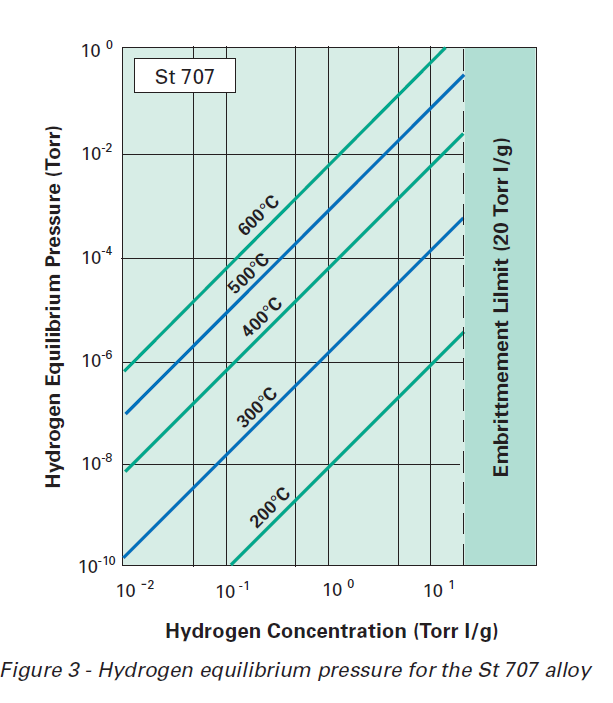 10 0
St 707
10-2
10-4
10-6
10-8
10-10
Hydrogen Equilibrium Pressure (Torr)
600°C
500°C
400°C
300°C
200°C
Embrittmement Lilmit (20 Torr l/g)
10 -2
10 -1
10 0
10 1
Hydrogen Concentration (Torr l/g)
Figure 3 - Hydrogen equilibrium pressure for the St 707 alloy